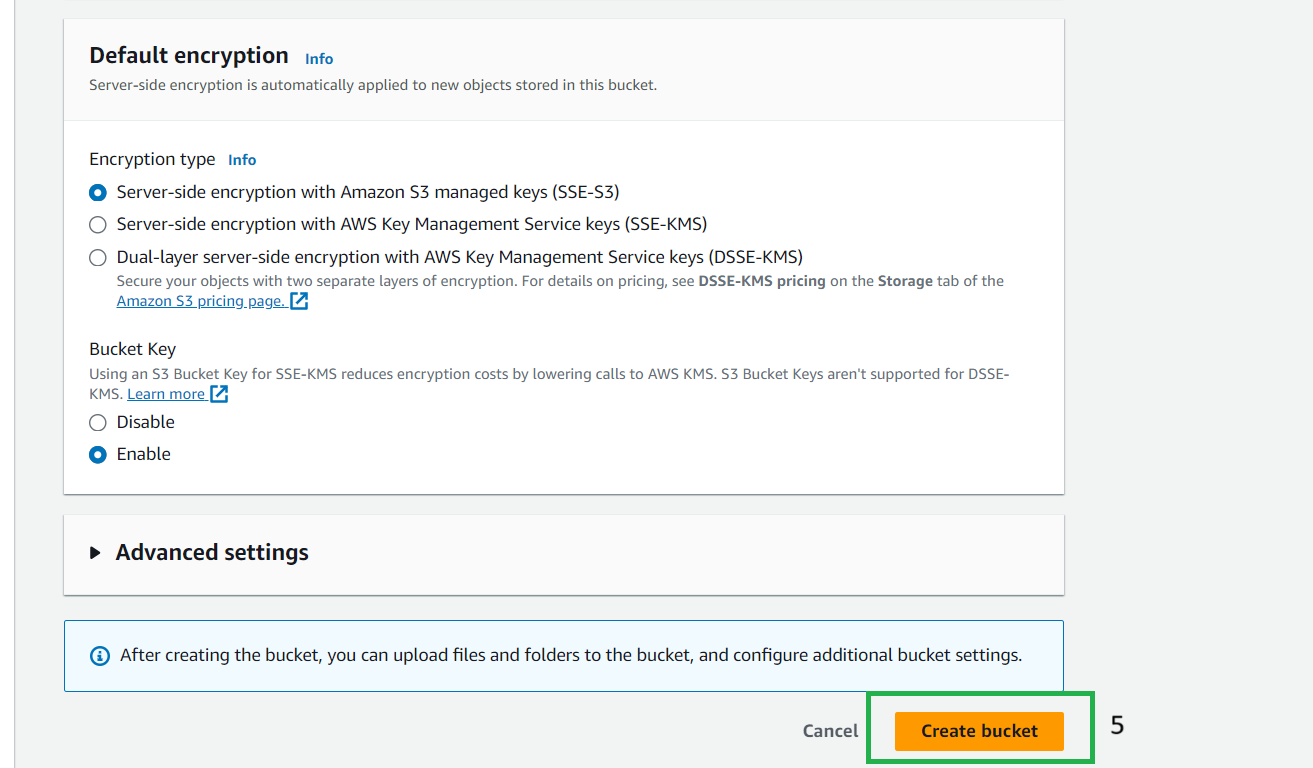 Default encryption Info
Server-side encryption is automatically applied to new objects stored in this bucket.
Encryption type Info
Server-side encryption with Amazon S3 managed keys (SSE-S3)
Server-side encryption with AWS Key Management Service keys (SSE-KMS)
Dual-layer server-side encryption with AWS Key Management Service keys (DSSE-KMS)
Secure your objects with two separate layers of encryption. For details on pricing, see DSSE-KMS pricing on the Storage tab of the
Amazon S3 pricing page.
Bucket Key
Using an S3 Bucket Key for SSE-KMS reduces encryption costs by lowering calls to AWS KMS. S3 Bucket Keys aren't supported for DSSE-
KMS. Learn more
Disable
Enable
Advanced settings
After creating the bucket, you can upload files and folders to the bucket, and configure additional bucket settings.
Cancel Create bucket 5